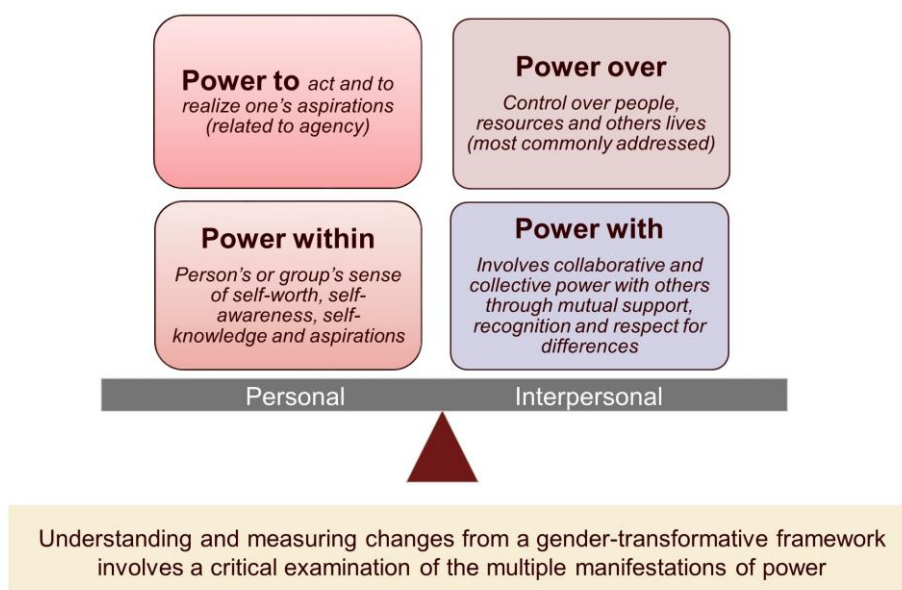 Power to act and to
realize one's aspirations
(related to agency)
Power over
Control over people,
resources and others lives
(most commonly addressed)
Power within
Person's or group's sense
of self-worth, self-
awareness, self-
knowledge and aspirations
Power with
Involves collaborative and
collective power with others
through mutual support,
recognition and respect for
differences
Personal
Interpersonal
Understanding and measuring changes from a gender-transformative framework
involves a critical examination of the multiple manifestations of power